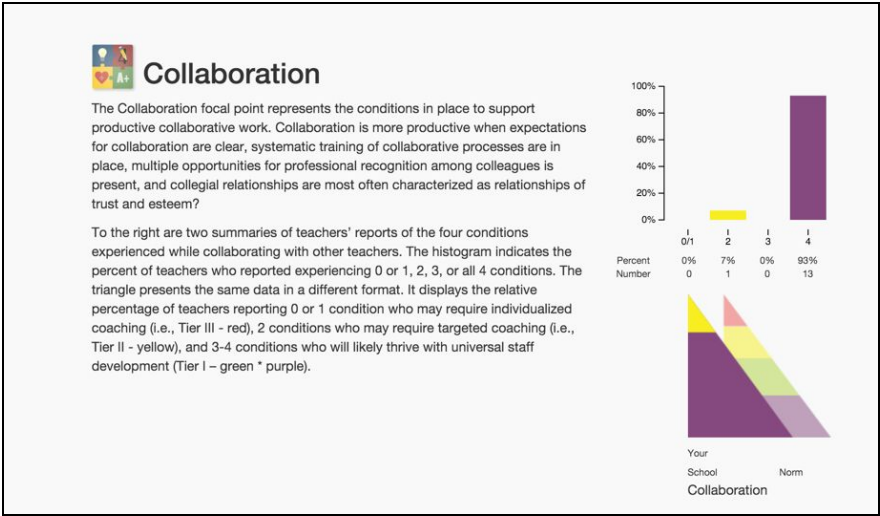 A+
Collaboration
The Collaboration focal point represents the conditions in place to support
productive collaborative work. Collaboration is more productive when expectations
for collaboration are clear, systematic training of collaborative processes are in
place, multiple opportunities for professional recognition among colleagues is
present, and collegial relationships are most often characterized as relationships of
trust and esteem?
To the right are two summaries of teachers' reports of the four conditions
experienced while collaborating with other teachers. The histogram indicates the
percent of teachers who reported experiencing 0 or 1, 2, 3, or all 4 conditions. The
triangle presents the same data in a different format. It displays the relative
percentage of teachers reporting 0 or 1 condition who may require individualized
coaching (i.e., Tier III - red), 2 conditions who may require targeted coaching (i.e.,
Tier II - yellow), and 3-4 conditions who will likely thrive with universal staff
development (Tier I – green * purple).
100%
80%
60%
40%
20%
0%
0/1 2 3 4
Percent 0% 7% 0% 93%
Number 0 1 0 13
Your
School Norm
Collaboration